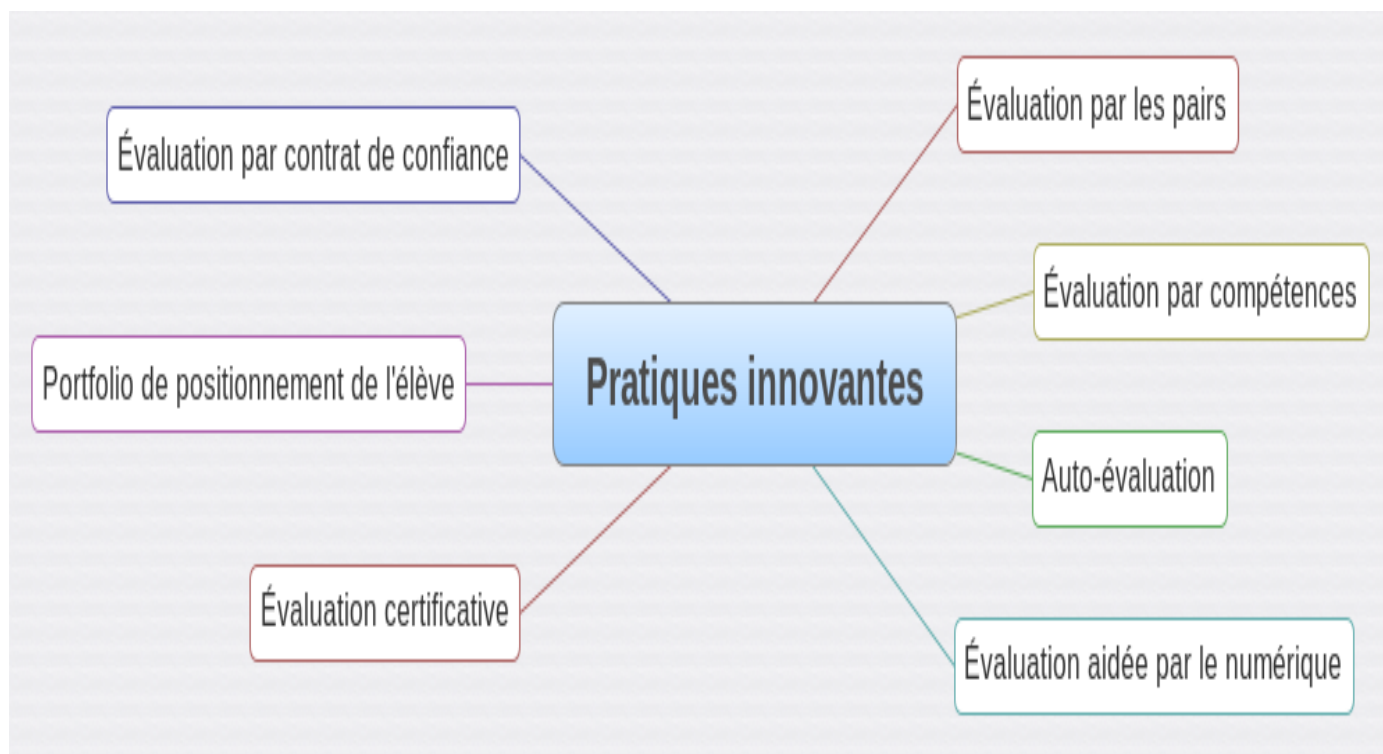 Évaluation par les pairs
Évaluation par contrat de confiance
Évaluation par compétences
Portfolio de positionnement de l'élève
Pratiques innovantes
Auto-évaluation
Évaluation certificative
Évaluation aidée par le numérique